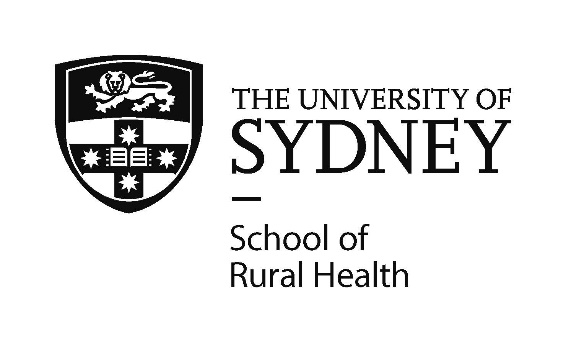 THE UNIVERSITY OF
SYDNEY
School of
Rural Health